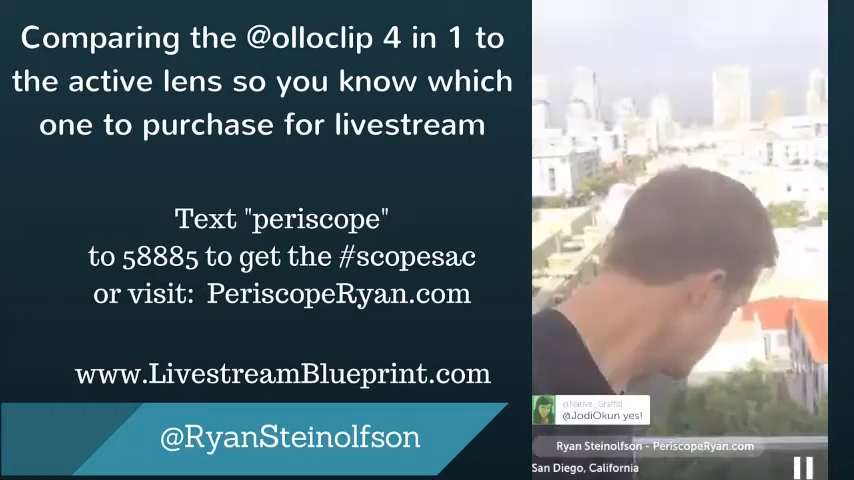 Comparing the @olloclip 4 in 1 to
the active lens so you know which
one to purchase for livestream
Text "periscope"
to 58885 to get the #scopesac
or visit: PeriscopeRyan.com
www.LivestreamBlueprint.com
@RyanSteinolfson
@Native_Graffiti
@JodiOkun yes!
Ryan Steinolfson - PeriscopeRyan.com
San Diego, California